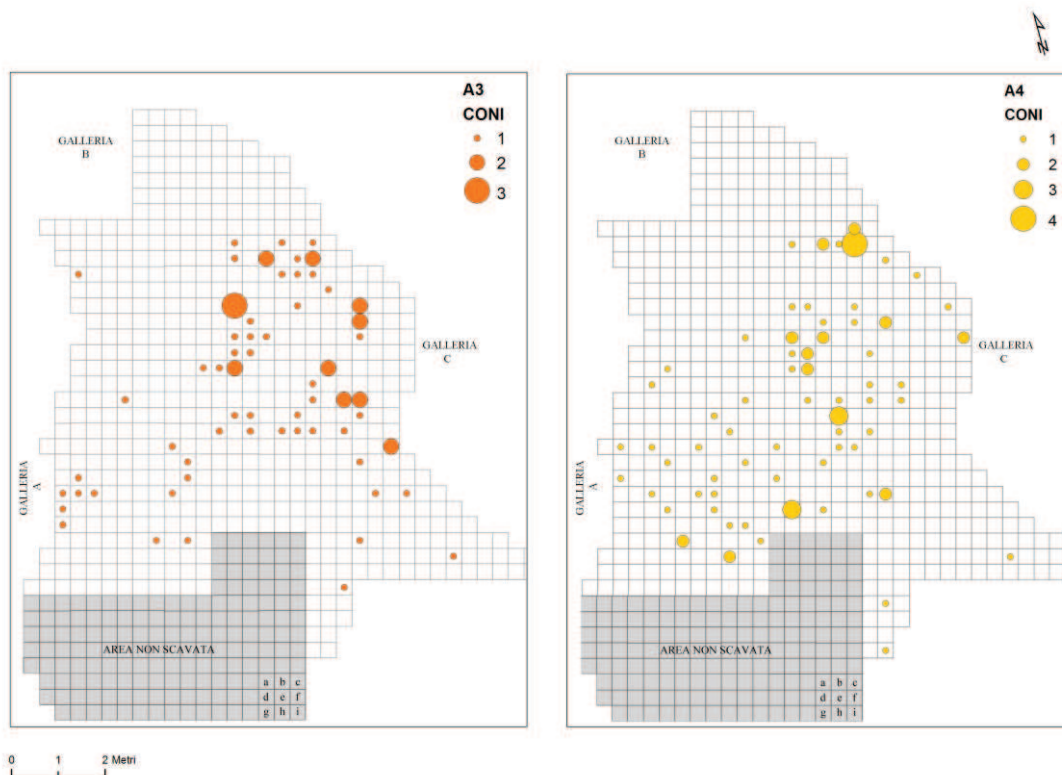 N
A3
CONI
1
2
3
GALLERIA
B
GALLERIA
C
GALLERIA
A
AREA NON SCAVATA
a b c
d e f
g h i
A4
CONI
1
2
3
4
GALLERIA
B
GALLERIA
C
GALLERIA
A
AREA NON SCAVATA
a b c
d e f
g h i
0 1 2 Metri